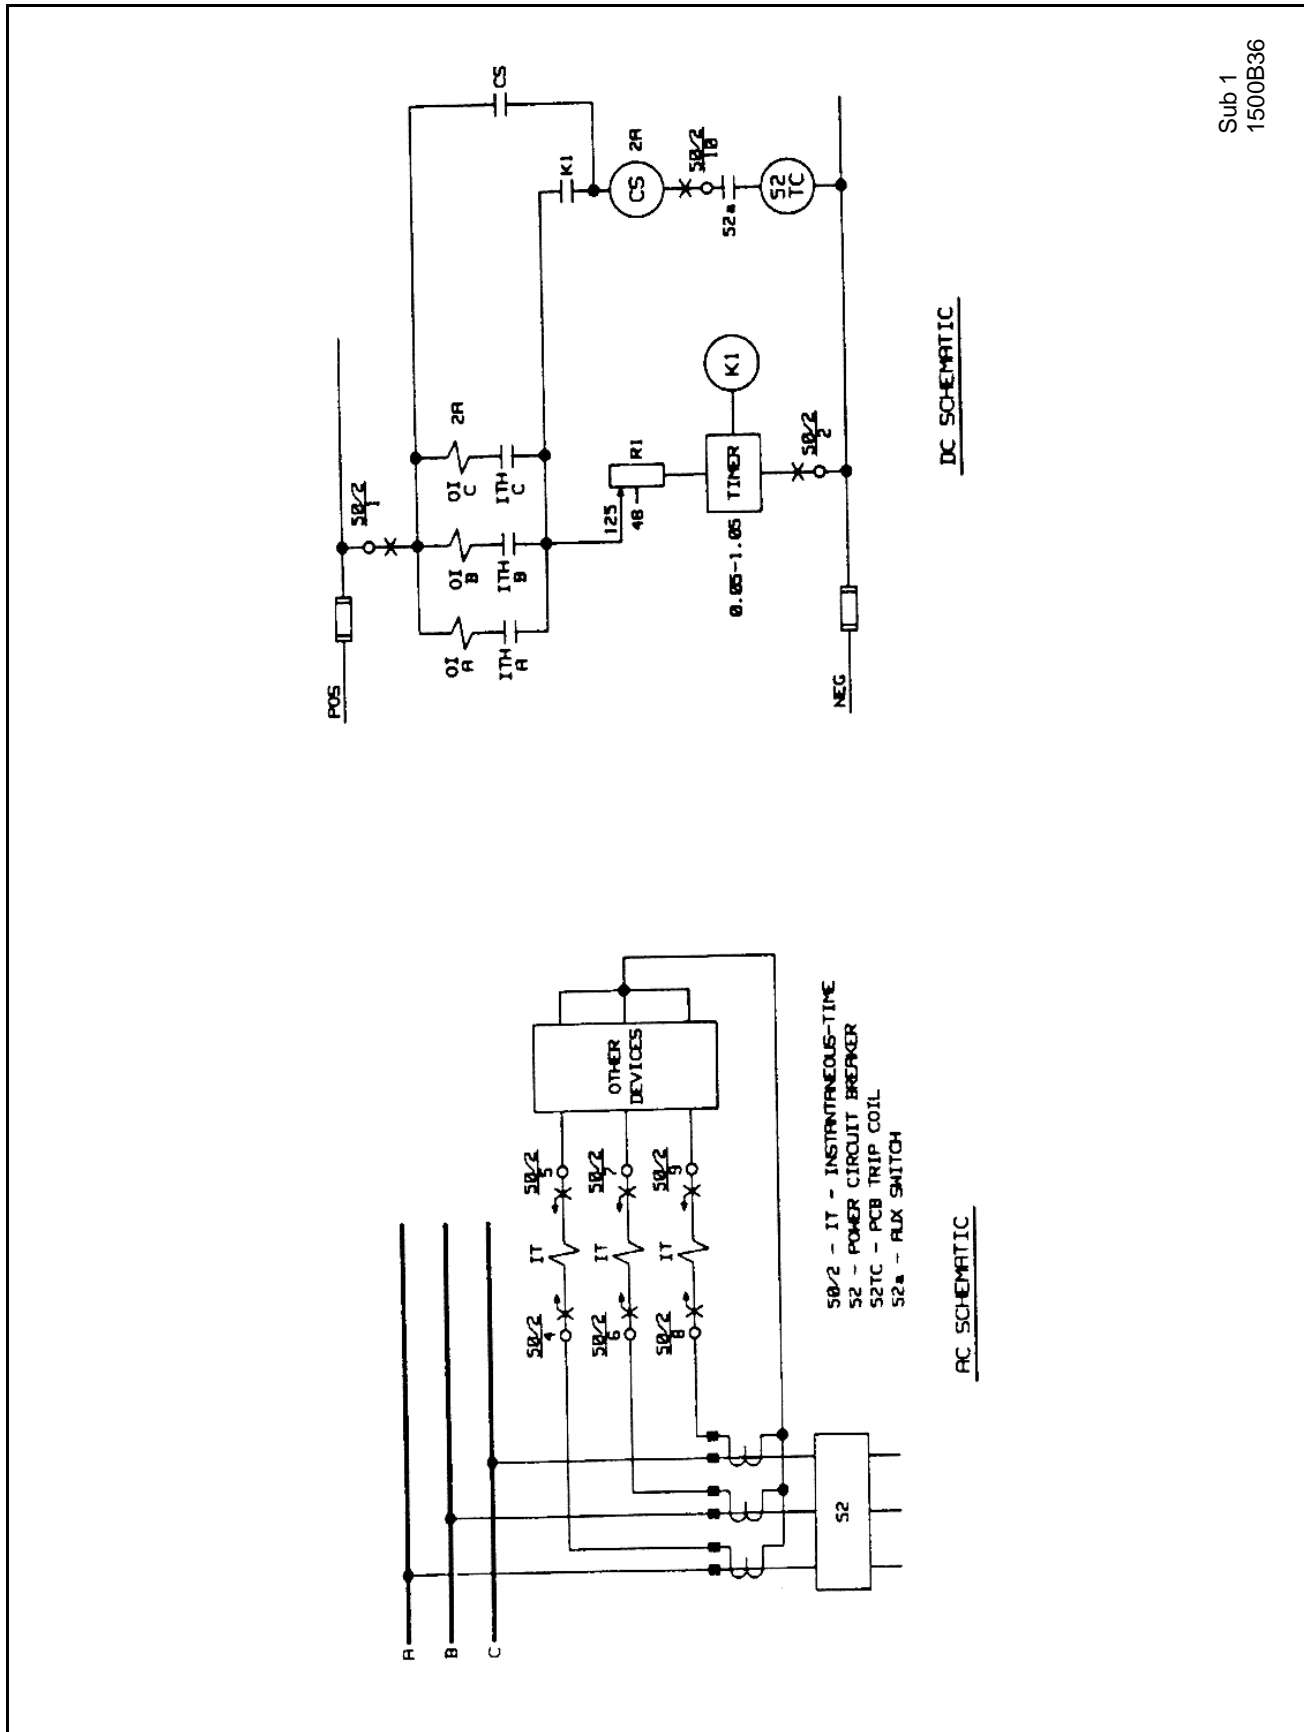 Sub 1
1500B36
POS
50/2
1
OI
A
OI
B
OI
C
2A
ITH
A
ITH
B
ITH
C
CS
K1
CS
2A
50/2
10
52a
52
TC
125
48
R1
0.05-1.05
TIMER
K1
50/2
2
NEG
DC SCHEMATIC
A
B
C
50/2
4
IT
50/2
5
50/2
6
IT
50/2
7
50/2
8
IT
50/2
9
OTHER
DEVICES
52
50/2 - IT - INSTANTANEOUS-TIME
52 - POWER CIRCUIT BREAKER
52TC - PCB TRIP COIL
52a - AUX SWITCH
AC SCHEMATIC